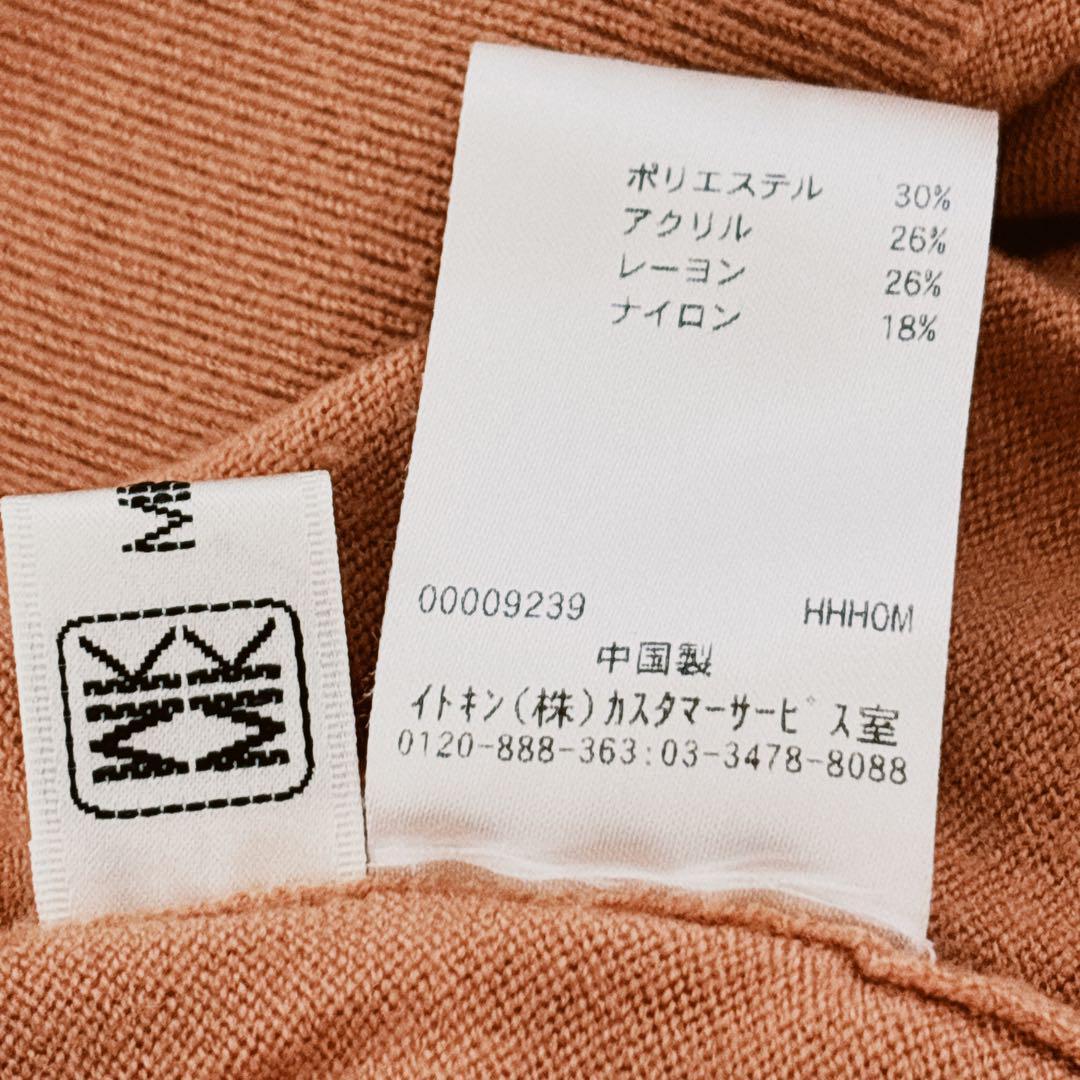 ポリエステル 30%
アクリル 26%
レーヨン 26%
ナイロン 18%
00009239 HHHOM
中国製
イトキン(株)カスタマーサービス室
0120-888-363:03-3478-8088